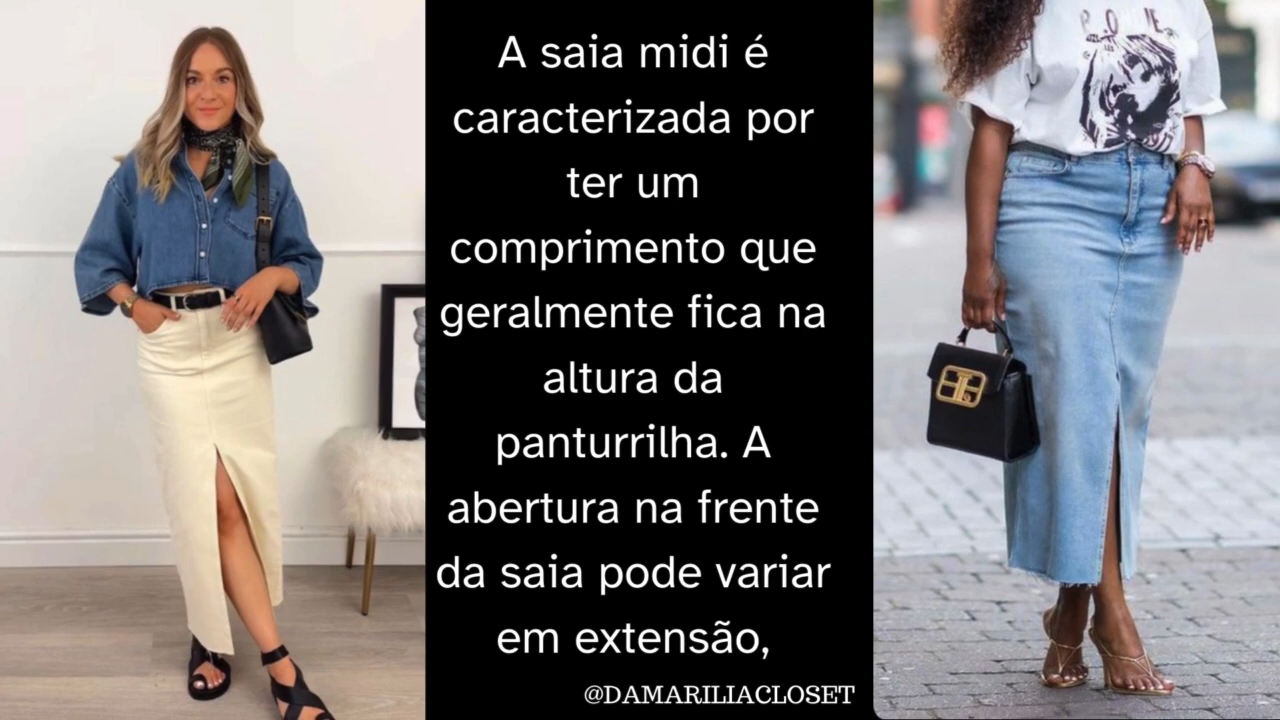 A saia midi é
caracterizada por
ter um
comprimento que
geralmente fica na
altura da
panturrilha. A
abertura na frente
da saia pode variar
em extensão,
@DAMARILIACLOSET